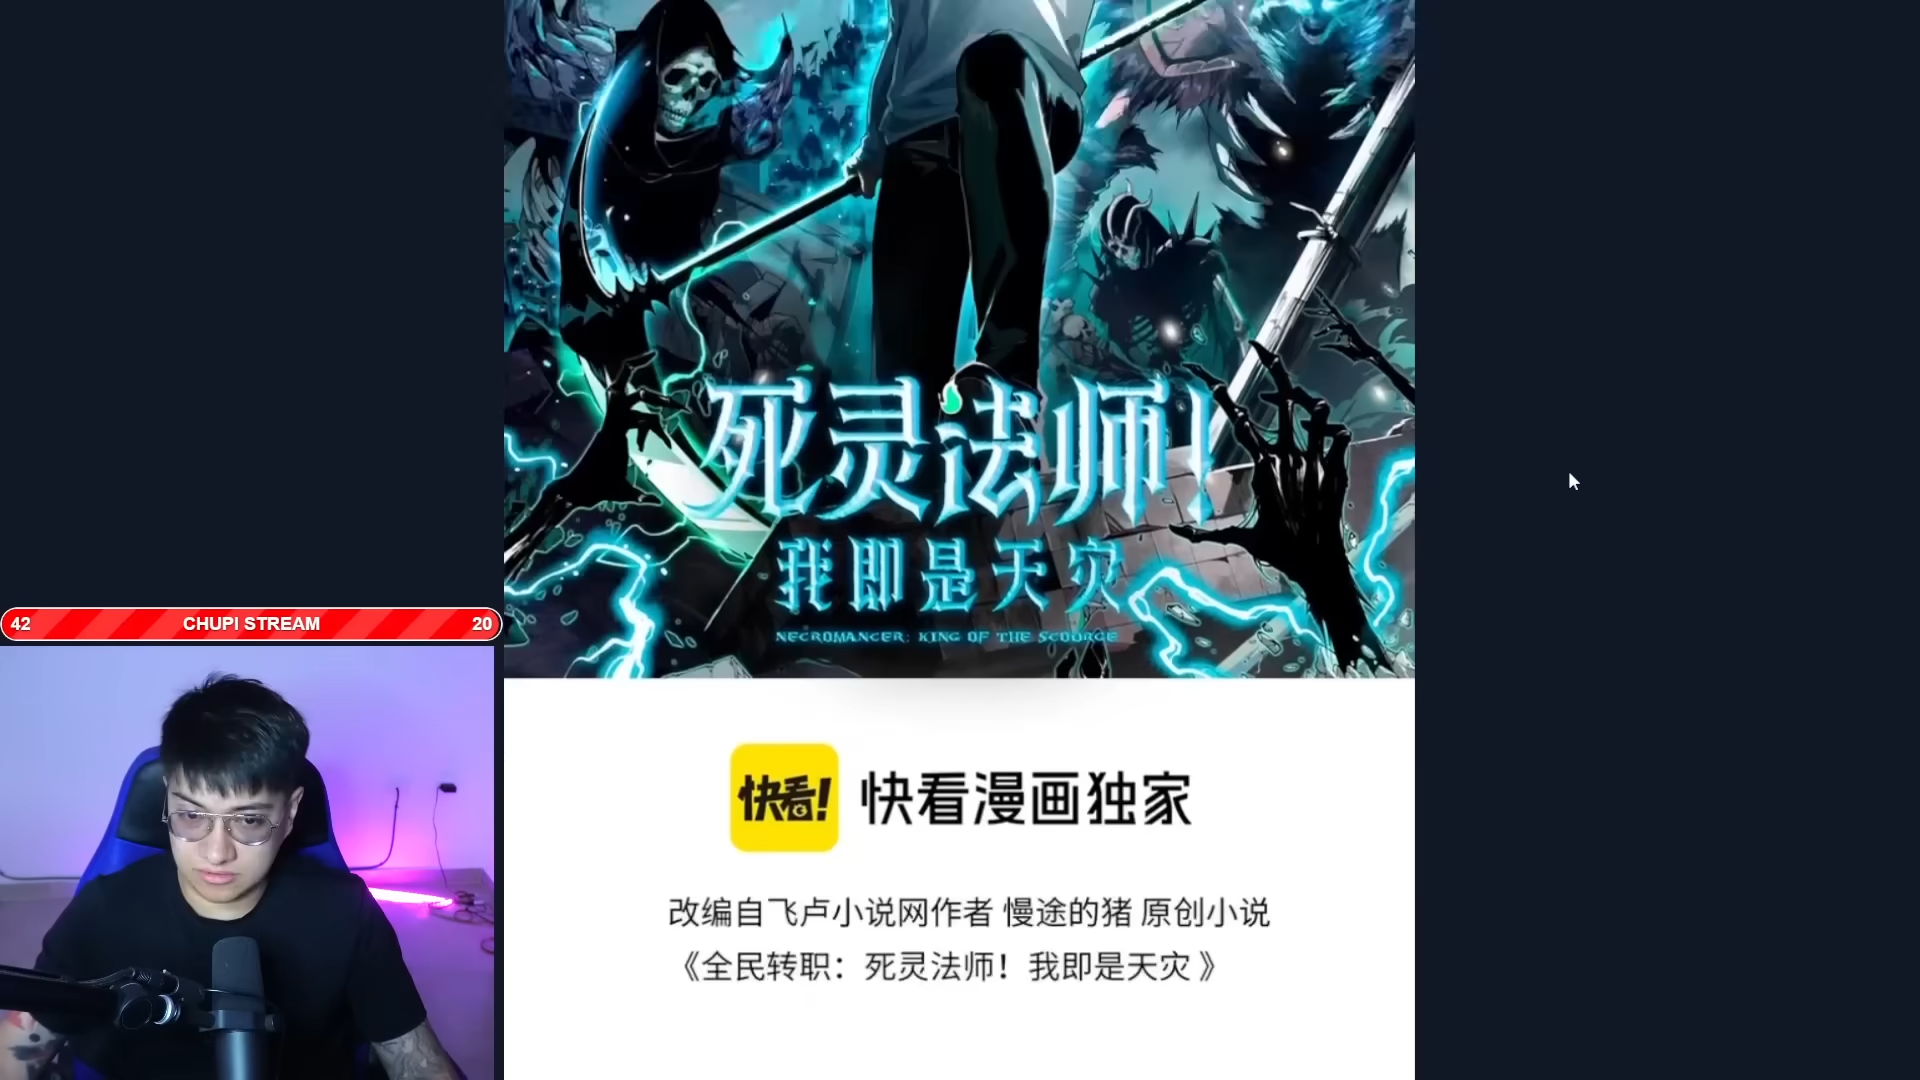 死灵法师！
我即是天灾
NECROMANCER: KING OF THE SCOURGE
42 CHUPI STREAM 20
快看! 快看漫画独家
改编自飞卢小说网作者 慢途的猪 原创小说
《全民转职：死灵法师！我即是天灾 》